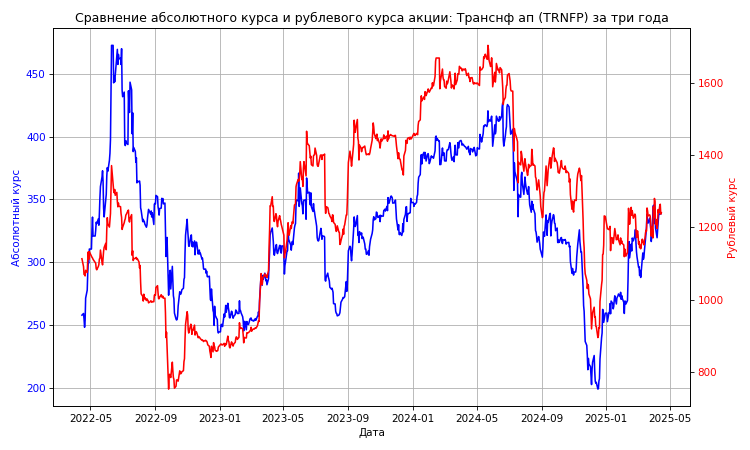 Сравнение абсолютного курса и рублевого курса акции: Транснф ап (TRNFP) за три года
Абсолютный курс
450
400
350
300
250
200
1600
1400
1200
1000
800
Рублевый курс
2022-05 2022-09 2023-01 2023-05 2023-09 2024-01 2024-05 2024-09 2025-01 2025-05
Дата